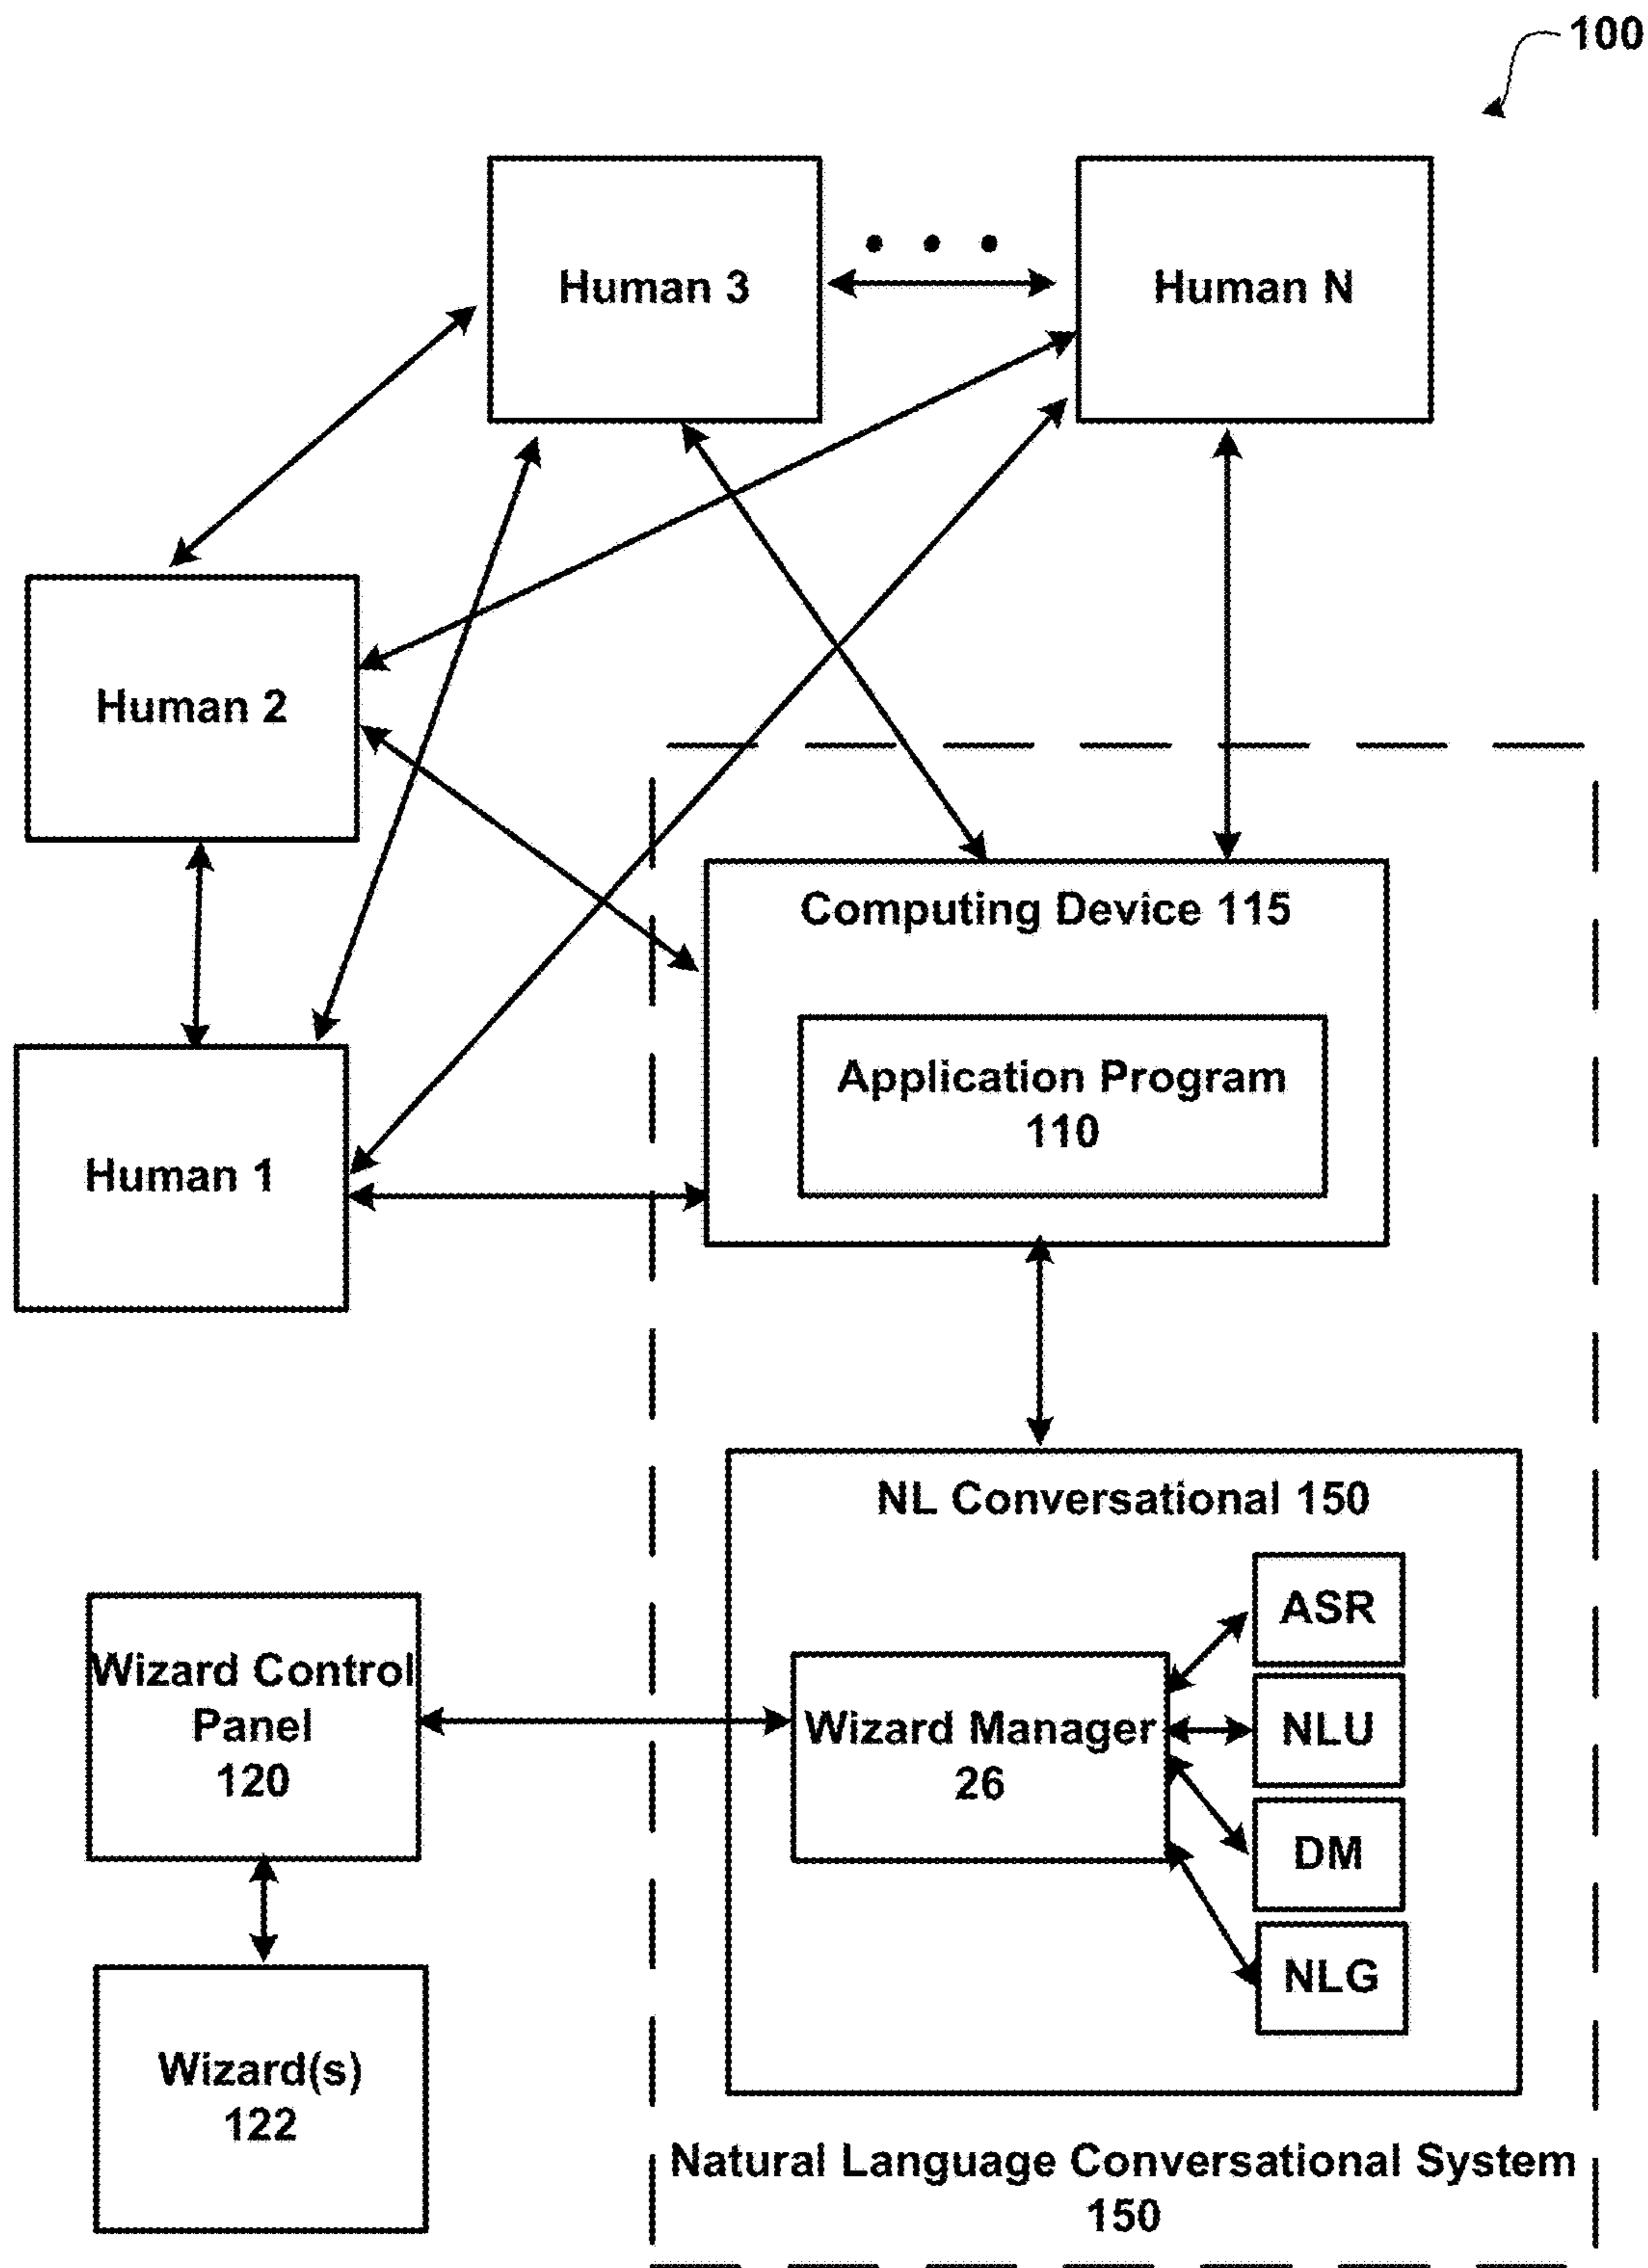 100
Human 3
Human N
Human 2
Computing Device 115
Application Program
110
Human 1
NL Conversational 150
ASR
Wizard Control
Panel
120
Wizard Manager
26
NLU
DM
NLG
Wizard(s)
122
Natural Language Conversational System
150